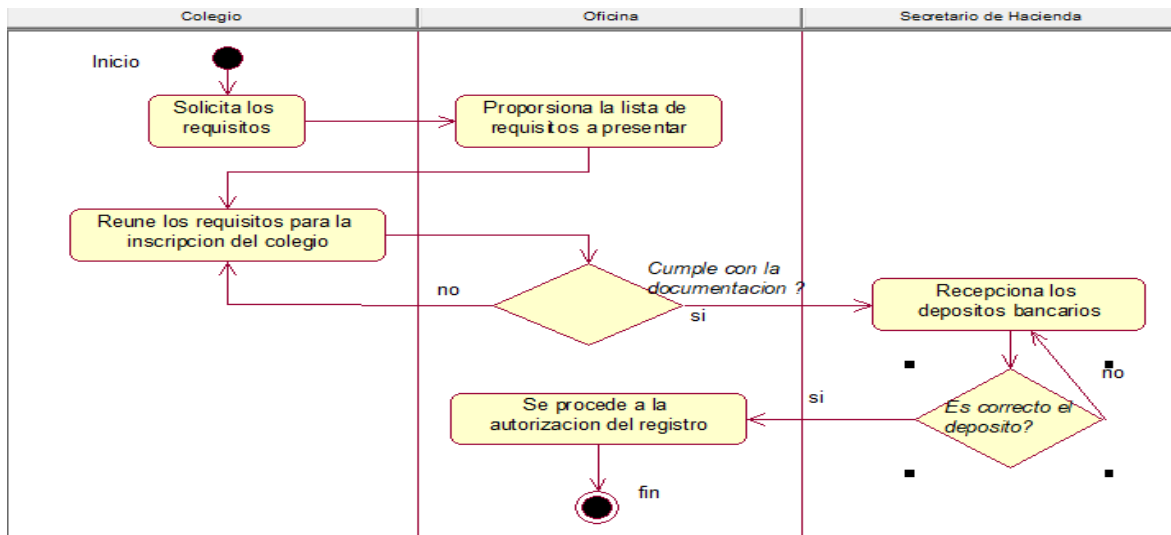 Colegio
Oficina
Secretario de Hacienda
Inicio
Solicita los
requisitos
Proporsiona la lista de
requisitos a presentar
Reune los requisitos para la
inscripcion del colegio
Cumple con la
documentacion ?
no
si
Recepciona los
depositos bancarios
no
Es correcto el
deposito?
si
Se procede a la
autorizacion del registro
fin